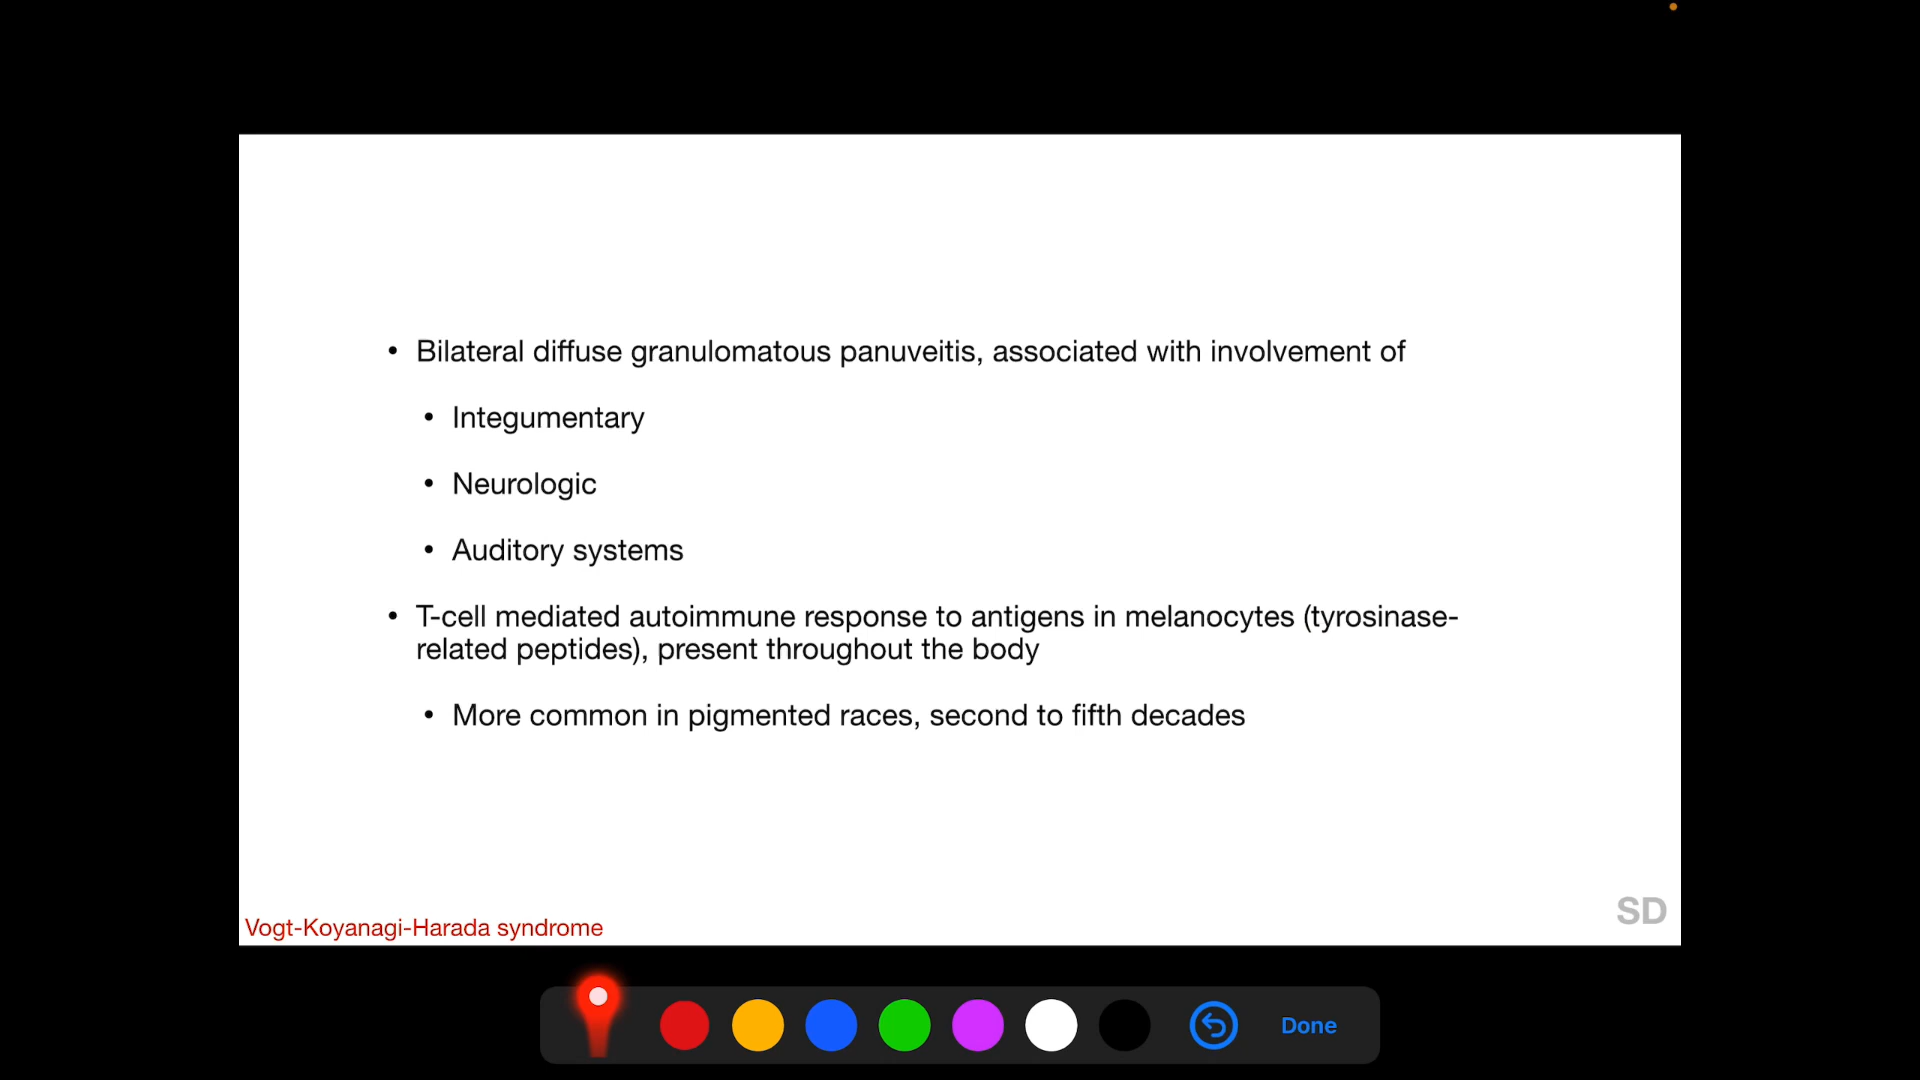 • Bilateral diffuse granulomatous panuveitis, associated with involvement of
• Integumentary
• Neurologic
• Auditory systems
• T-cell mediated autoimmune response to antigens in melanocytes (tyrosinase-
related peptides), present throughout the body
• More common in pigmented races, second to fifth decades
SD
Vogt-Koyanagi-Harada syndrome
Done